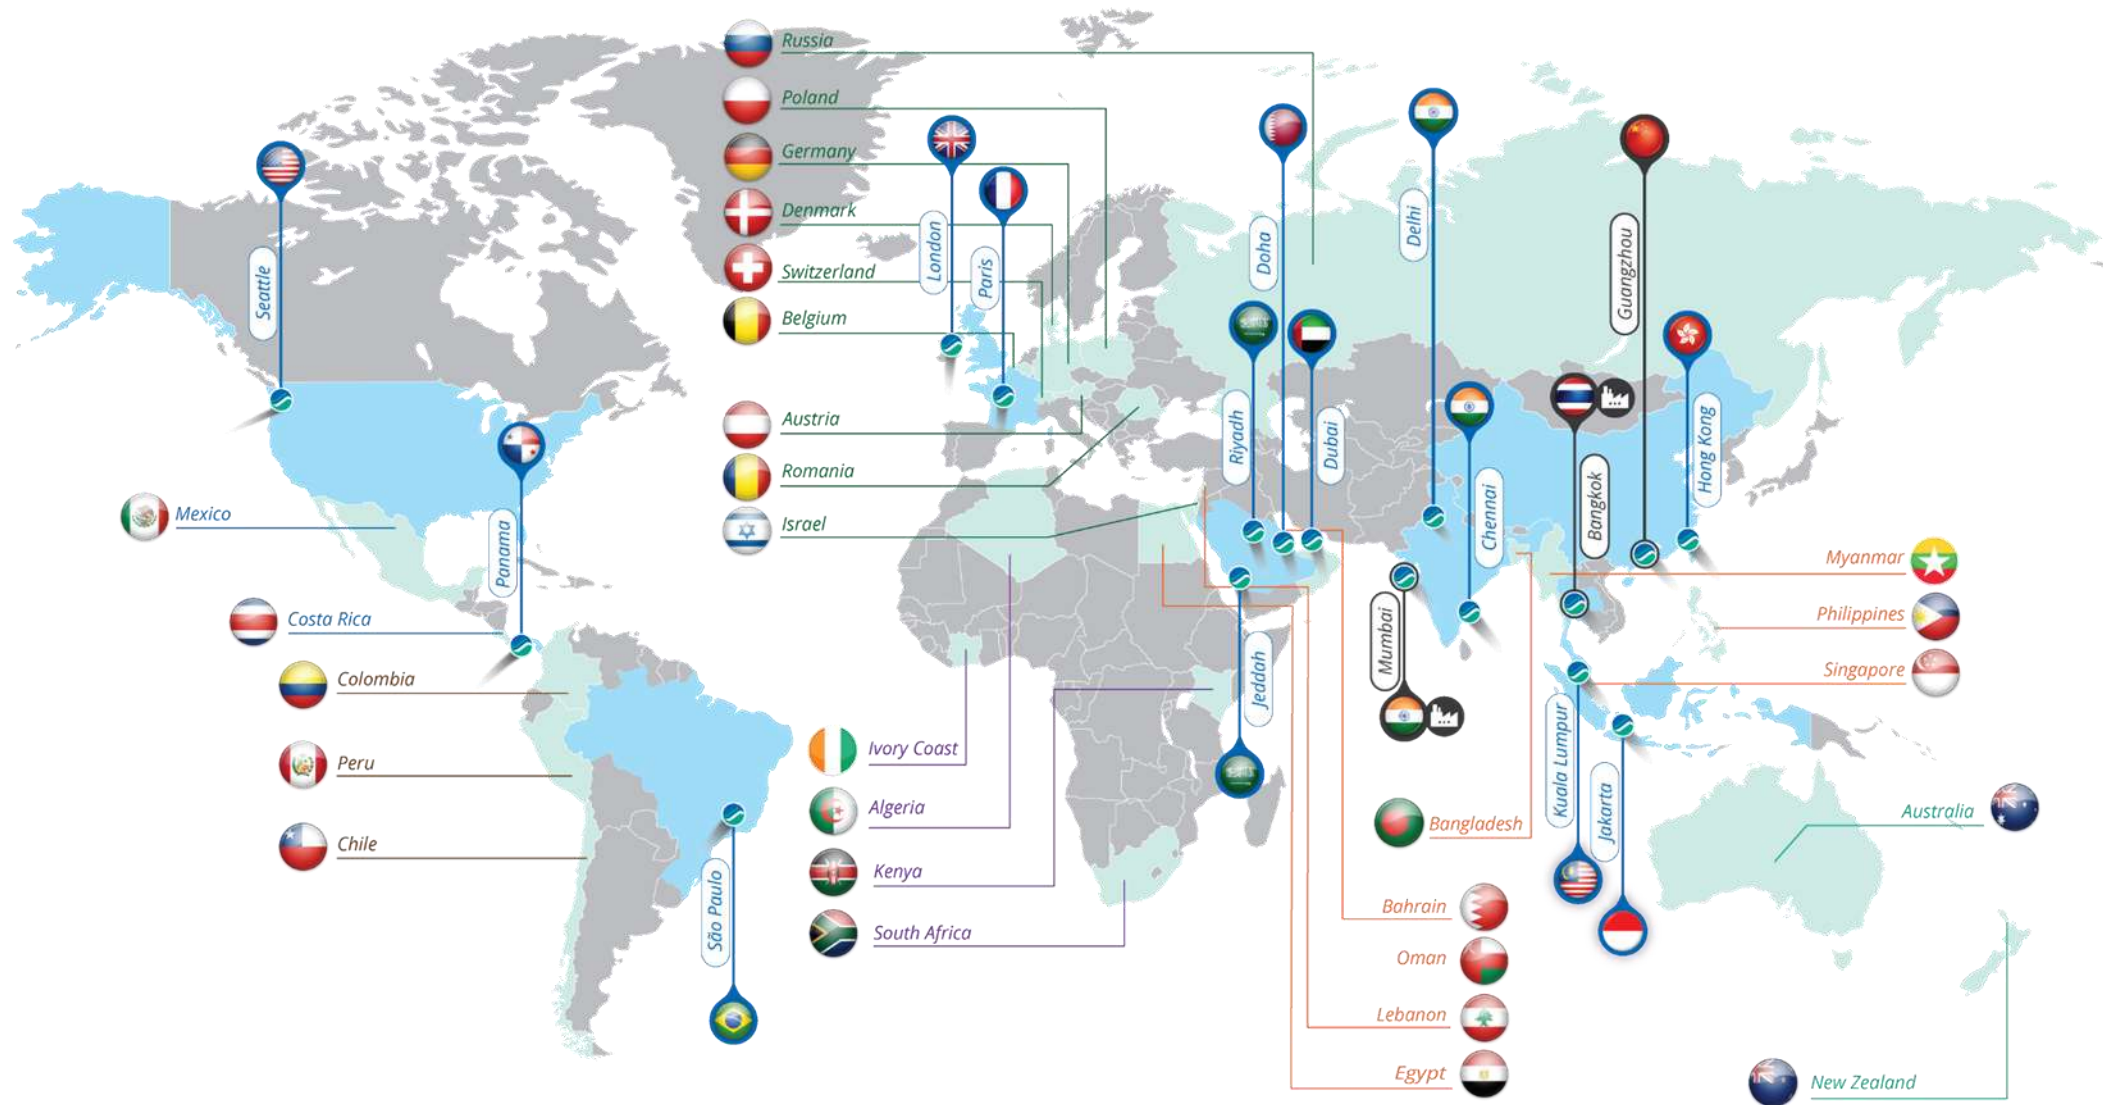 Russia
Poland
Germany
Denmark
Switzerland
Belgium
Austria
Romania
Israel
Seattle
London
Paris
Doha
Delhi
Guangzhou
Riyadh
Dubai
Chennai
Bangkok
Hong Kong
Mexico
Panama
Costa Rica
Colombia
Peru
Chile
São Paulo
Ivory Coast
Algeria
Kenya
South Africa
Jeddah
Mumbai
Myanmar
Philippines
Singapore
Kuala Lumpur
Jakarta
Bangladesh
Australia
Bahrain
Oman
Lebanon
Egypt
New Zealand